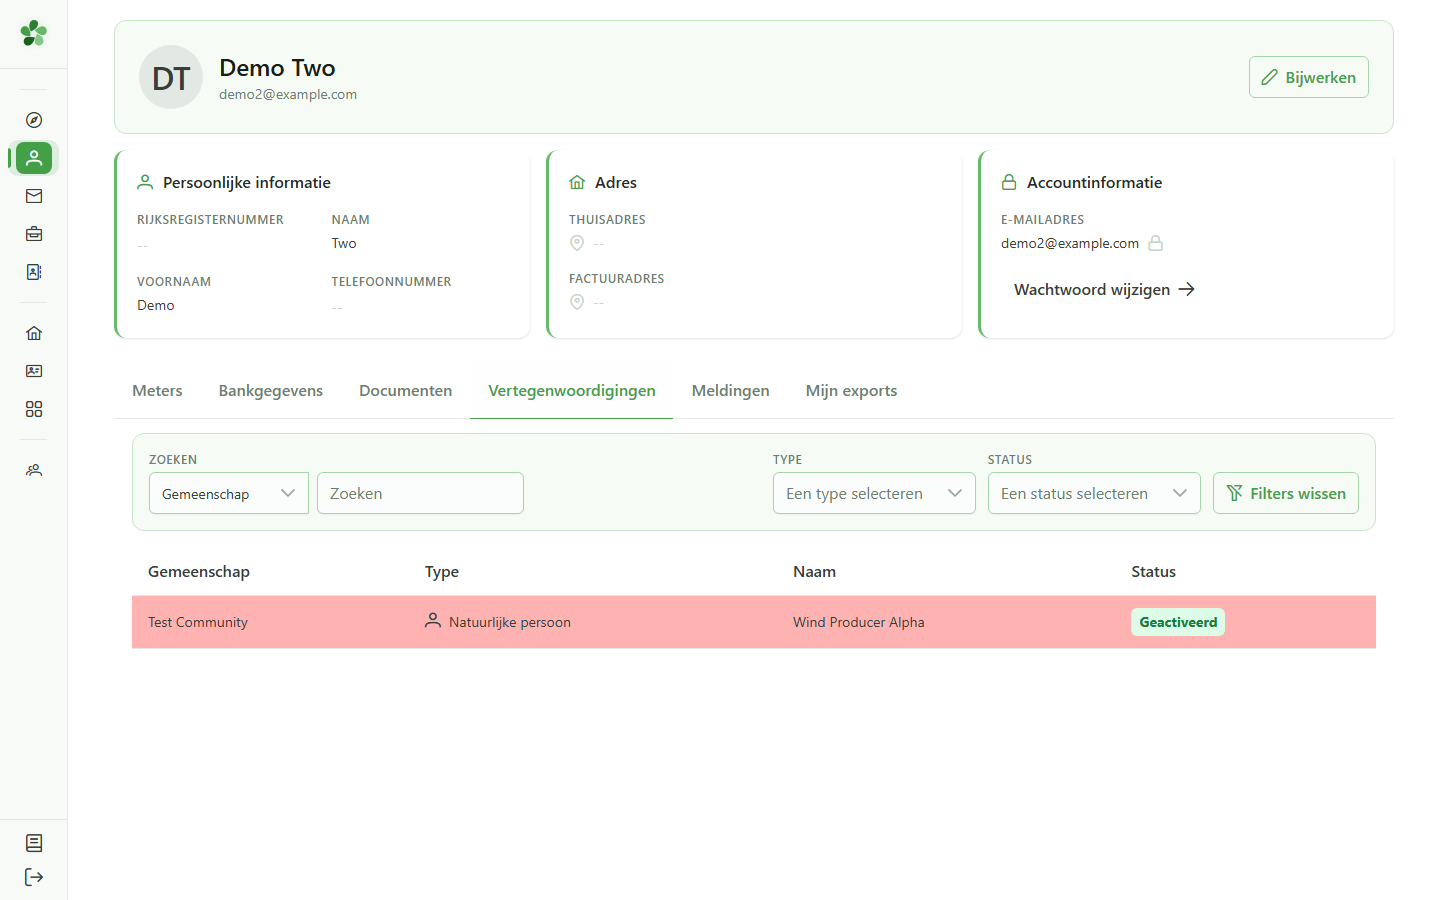 DT
Demo Two
demo2@example.com
Bijwerken
Persoonlijke informatie
RIJKSREGISTERNUMMER
--
NAAM
Two
VOORNAAM
Demo
TELEFOONNUMMER
--
Adres
THUISADRES
--
FACTUURADRES
--
Accountinformatie
E-MAILADRES
demo2@example.com
Wachtwoord wijzigen
Meters Bankgegevens Documenten Vertegenwoordigingen Meldingen Mijn exports
ZOEKEN
Gemeenschap
Zoeken
TYPE
Een type selecteren
STATUS
Een status selecteren
Filters wissen
Gemeenschap Type Naam Status
Test Community Natuurlijke persoon Wind Producer Alpha Geactiveerd